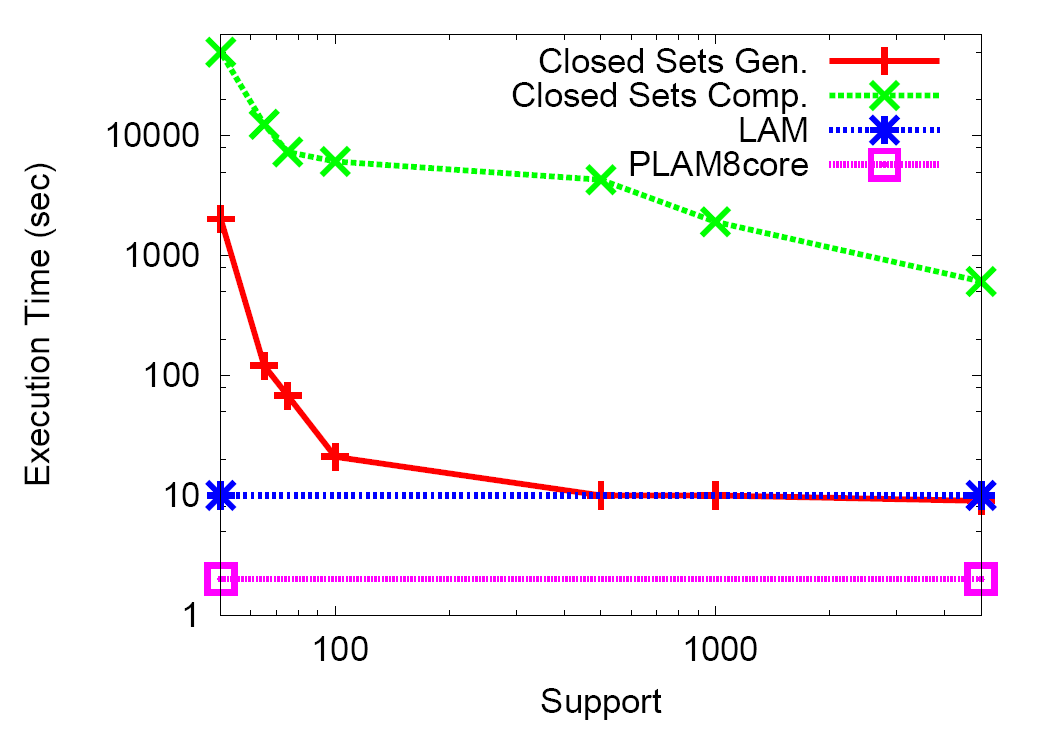 Closed Sets Gen.
Closed Sets Comp.
LAM
PLAM8core
10000
1000
100
10
1
Execution Time (sec)
100 1000
Support